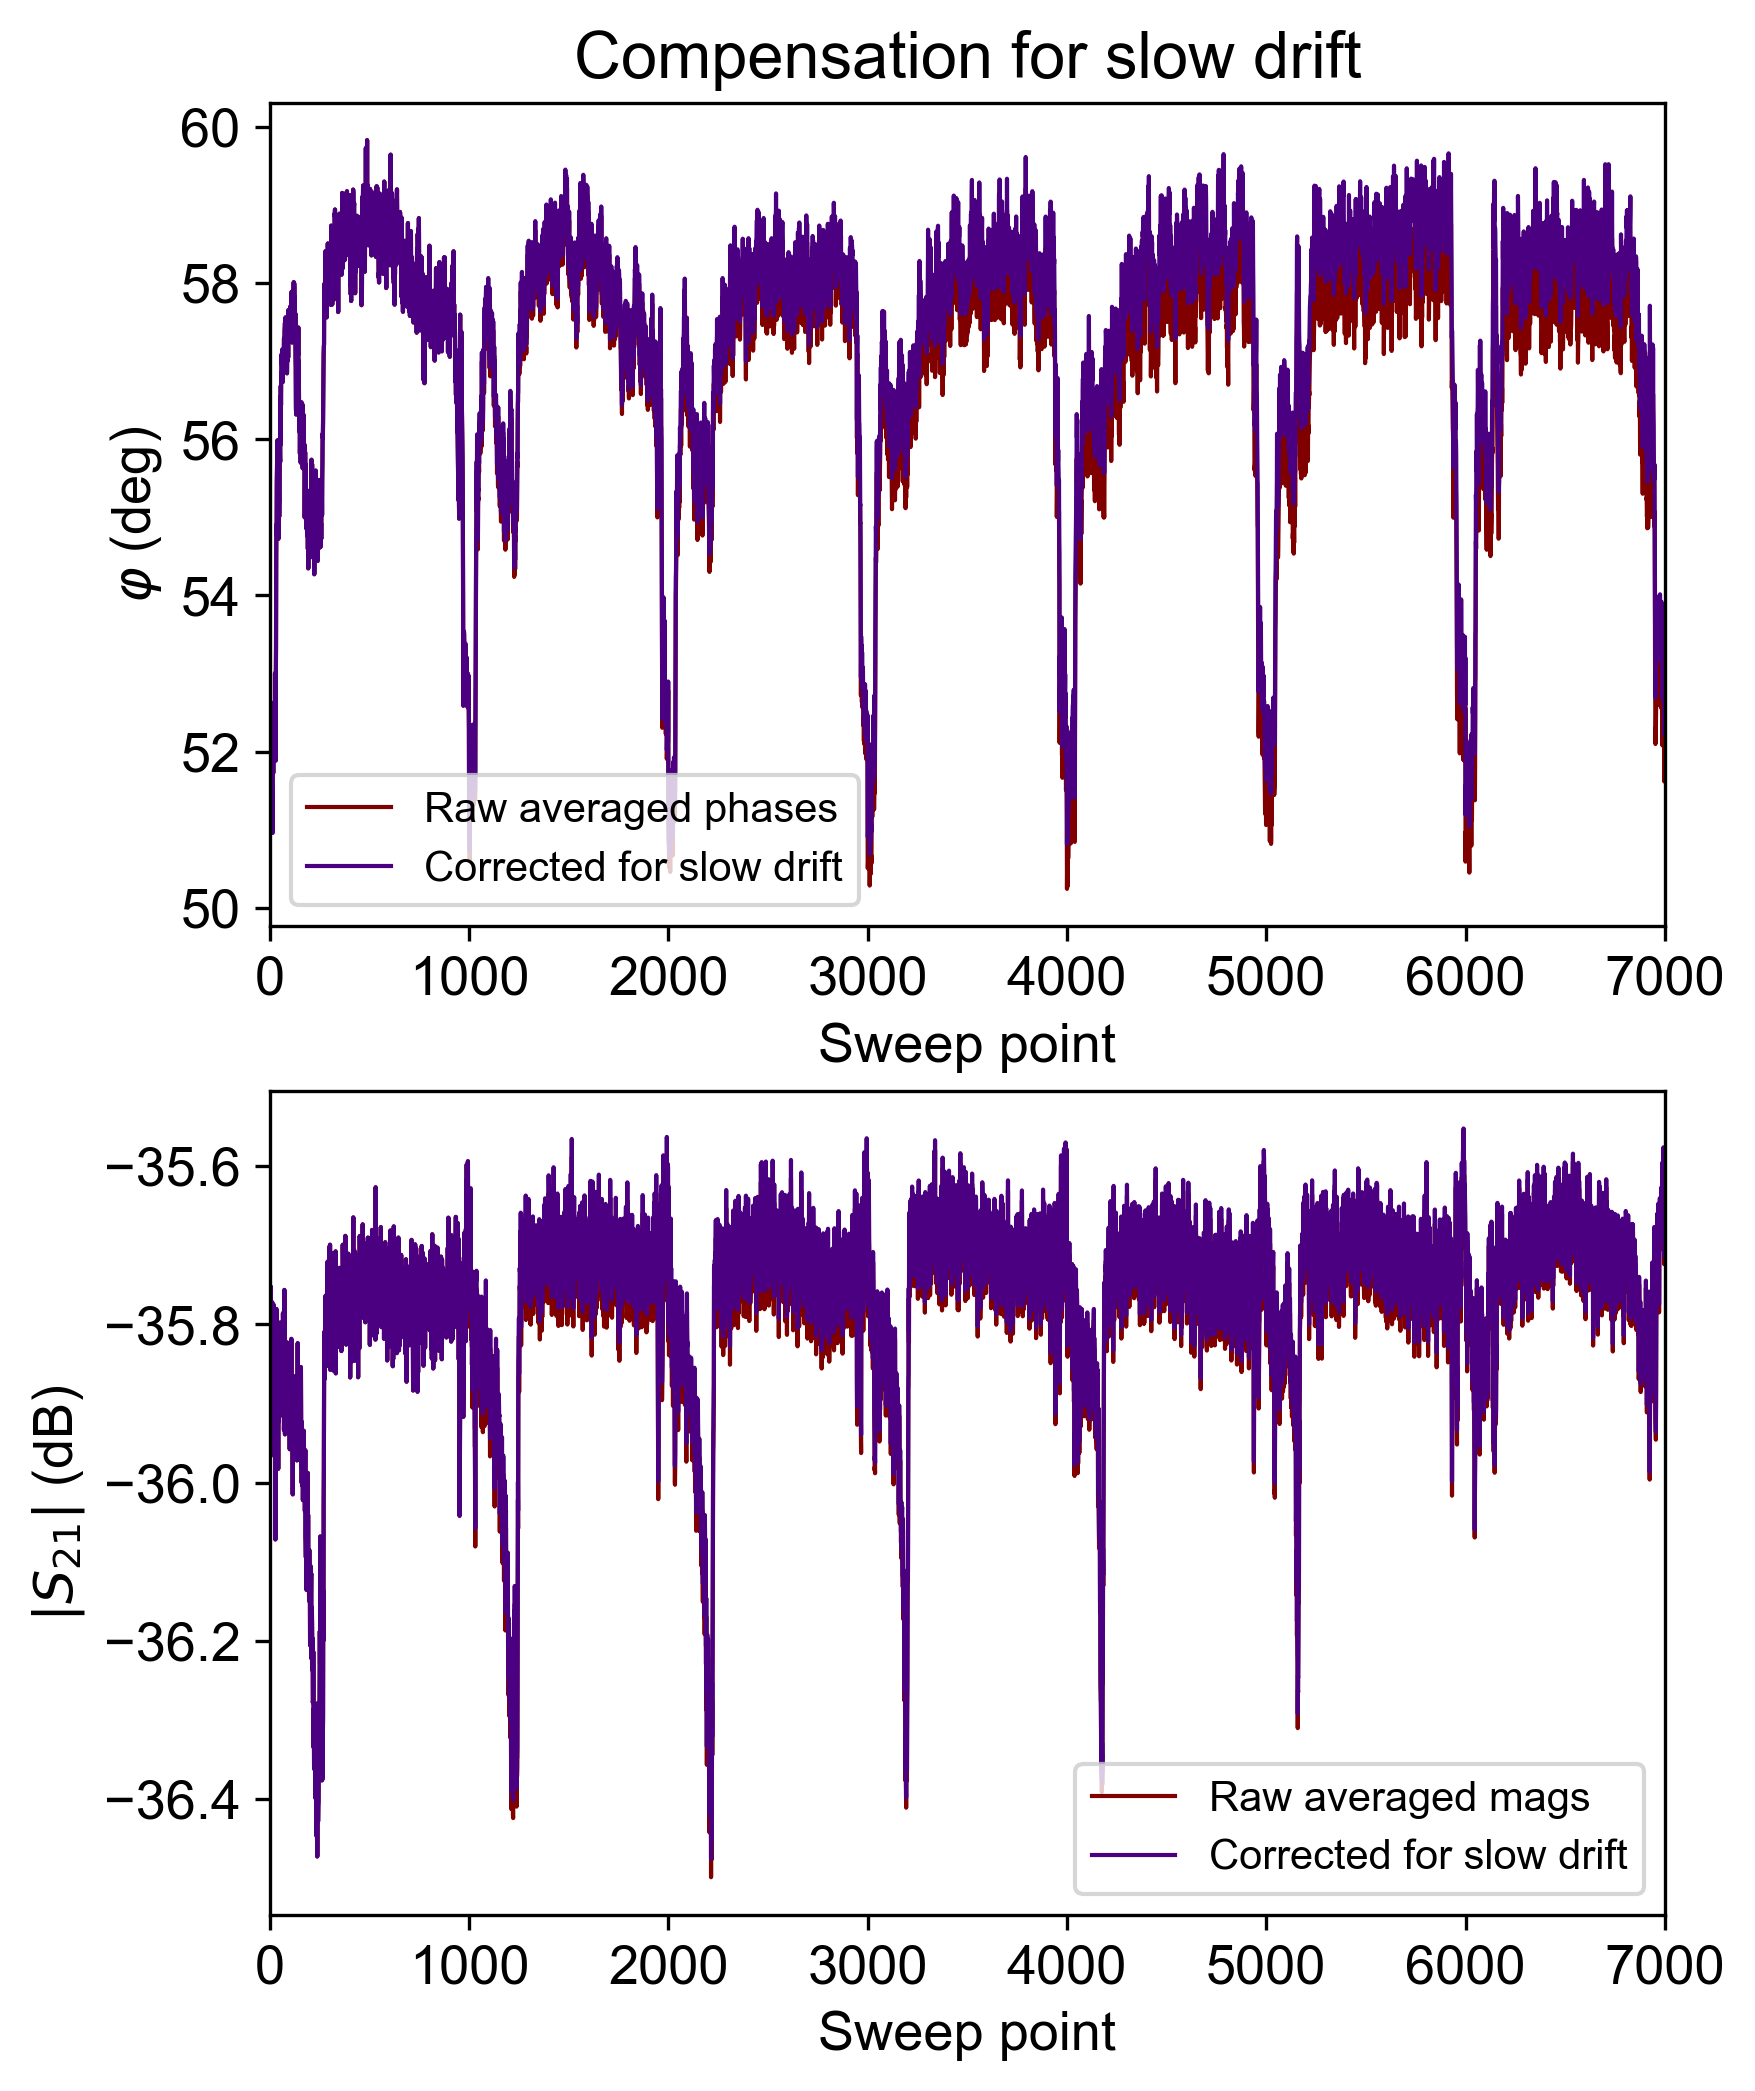 Compensation for slow drift
60
58
56
54
52
50
φ (deg)
Raw averaged phases
Corrected for slow drift
0 1000 2000 3000 4000 5000 6000 7000
Sweep point
−35.6
−35.8
−36.0
−36.2
−36.4
|S₂₁| (dB)
Raw averaged mags
Corrected for slow drift
0 1000 2000 3000 4000 5000 6000 7000
Sweep point